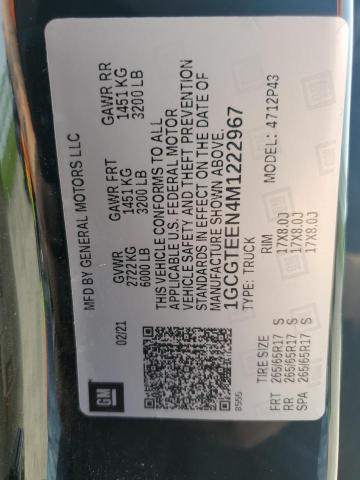 GM
MFD BY GENERAL MOTORS LLC
02/21
GVWR
2722 KG
6000 LB
GAWR FRT
1451 KG
3200 LB
GAWR RR
1451 KG
3200 LB
THIS VEHICLE CONFORMS TO ALL
APPLICABLE U.S. FEDERAL MOTOR
VEHICLE SAFETY AND THEFT PREVENTION
STANDARDS IN EFFECT ON THE DATE OF
MANUFACTURE SHOWN ABOVE.
1GCGTEEN4M1222967
TYPE: TRUCK
MODEL: 4712P43
8555
TIRE SIZE
RIM
FRT 265/65R17 S 17X8.0J
RR 265/65R17 S 17X8.0J
SPA 265/65R17 S 17X8.0J